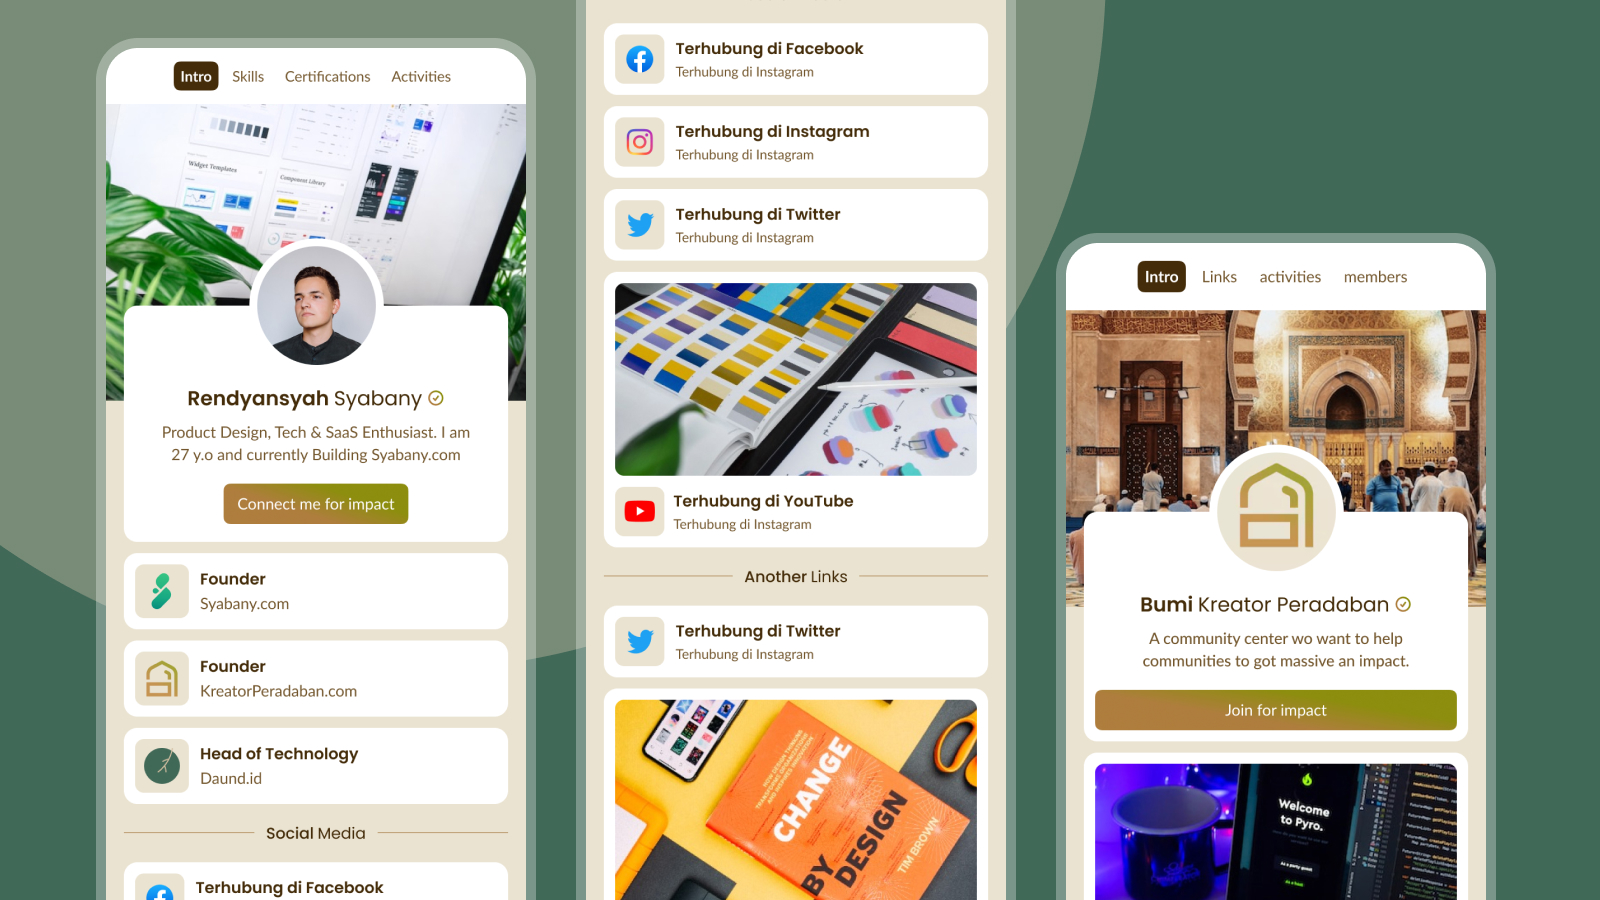 Intro Skills Certifications Activities
Widget Templates
Component Library
Rendyansyah Syabany
Product Design, Tech & SaaS Enthusiast. I am
27 y.o and currently Building Syabany.com
Connect me for impact
Founder
Syabany.com
Founder
KreatorPeradaban.com
Head of Technology
Daund.id
Social Media
Terhubung di Facebook
Terhubung di Facebook
Terhubung di Instagram
Terhubung di Instagram
Terhubung di Instagram
Terhubung di Twitter
Terhubung di Instagram
Terhubung di YouTube
Terhubung di Instagram
Another Links
Terhubung di Twitter
Terhubung di Instagram
CHANGE
BY
DESIGN
TIM BROWN
Intro Links activities members
Bumi Kreator Peradaban
A community center wo want to help
communities to got massive an impact.
Join for impact
Welcome
to Pyro.